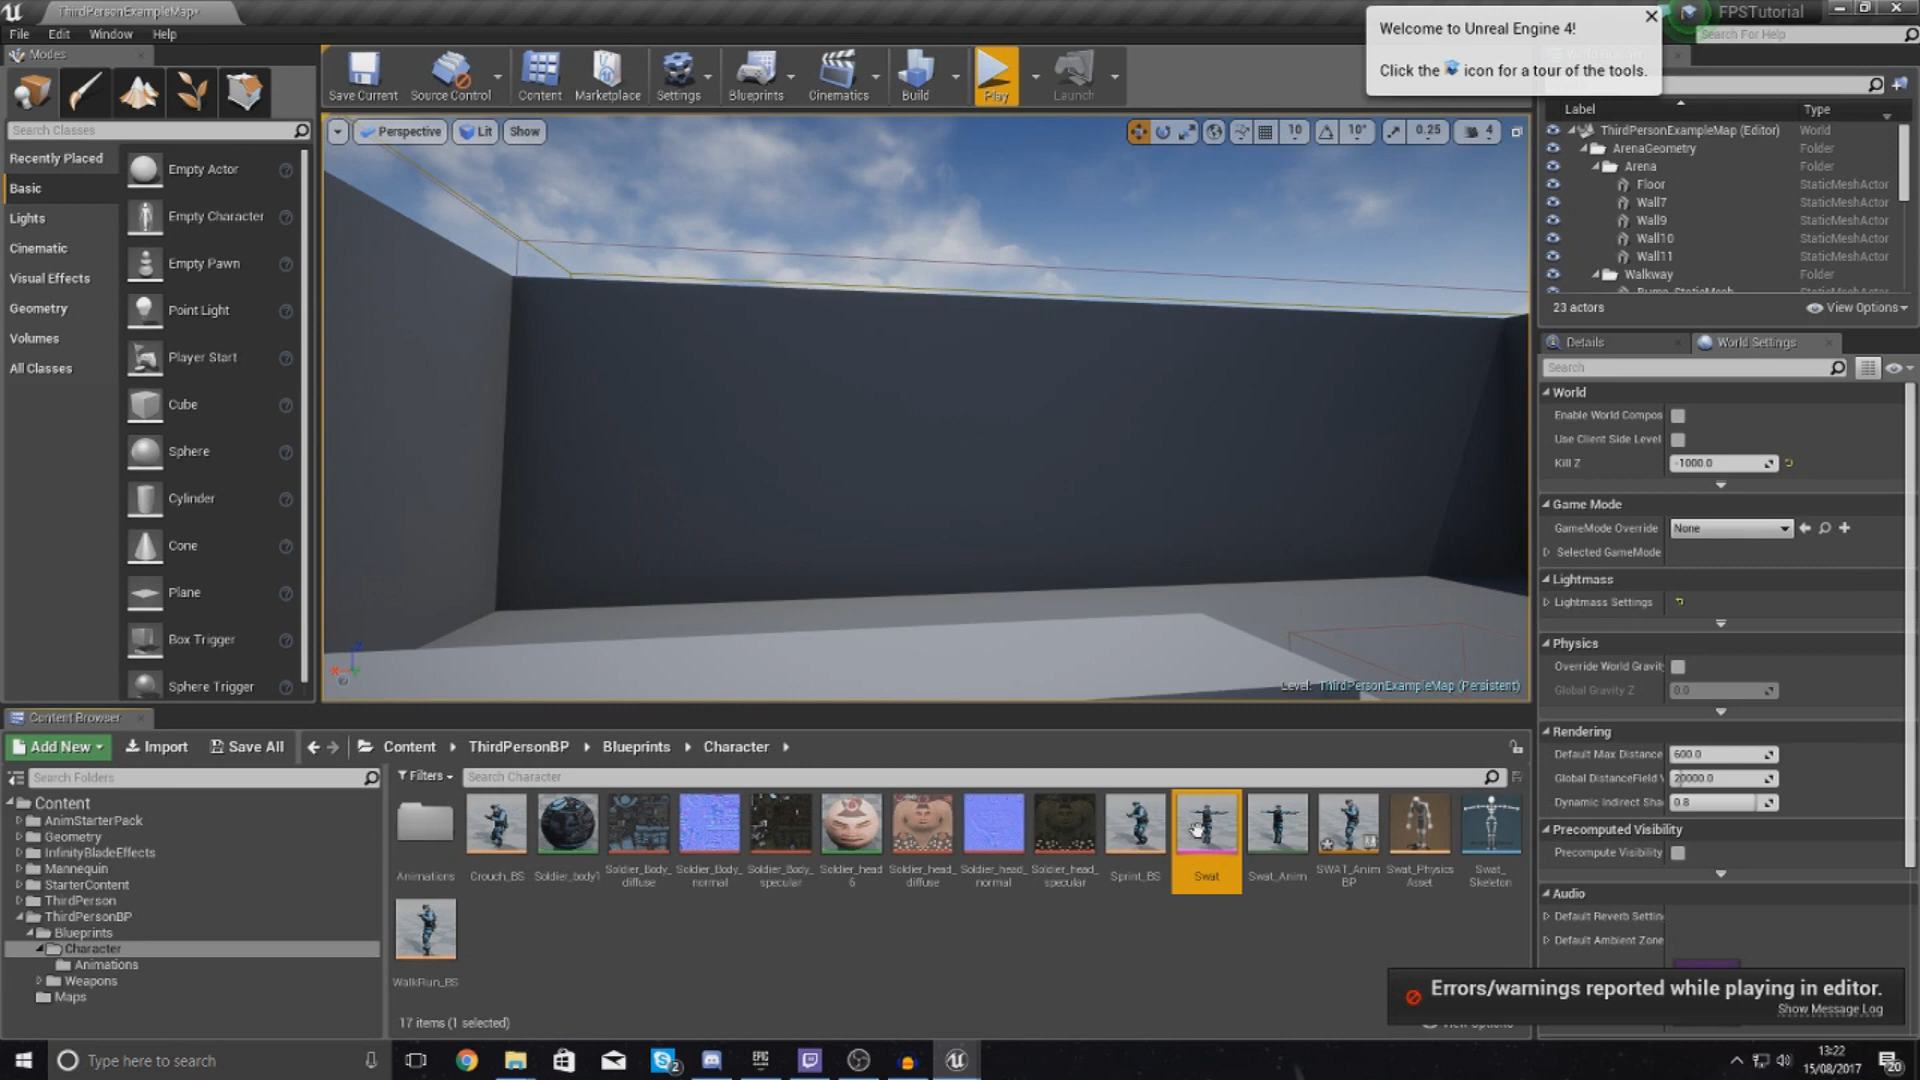 ThirdPersonExampleMap*
FPSTutorial
File Edit Window Help
Search For Help
Modes
Welcome to Unreal Engine 4!
Click the icon for a tour of the tools.
Save Current
Source Control
Content
Marketplace
Settings
Blueprints
Cinematics
Build
Play
Launch
Search Classes
Recently Placed
Basic
Lights
Cinematic
Visual Effects
Geometry
Volumes
All Classes
Empty Actor
Empty Character
Empty Pawn
Point Light
Player Start
Cube
Sphere
Cylinder
Cone
Plane
Box Trigger
Sphere Trigger
Perspective
Lit
Show
10
10°
0.25
4
Level: ThirdPersonExampleMap (Persistent)
Label Type
ThirdPersonExampleMap (Editor) World
ArenaGeometry Folder
Arena Folder
Floor StaticMeshActor
Wall7 StaticMeshActor
Wall9 StaticMeshActor
Wall10 StaticMeshActor
Wall11 StaticMeshActor
Walkway Folder
Bump_StaticMesh StaticMeshActor
23 actors
View Options
Details
World Settings
Search
World
Enable World Compos
Use Client Side Level
Kill Z -1000.0
Game Mode
GameMode Override None
Selected GameMode
Lightmass
Lightmass Settings
Physics
Override World Gravit
Global Gravity Z 0.0
Rendering
Default Max Distance 600.0
Global DistanceField V 20000.0
Dynamic Indirect Sha 0.8
Precomputed Visibility
Precompute Visibility
Audio
Default Reverb Settin
Default Ambient Zone
Errors/warnings reported while playing in editor.
Show Message Log
View Options
Content Browser
Add New
Import
Save All
Content
ThirdPersonBP
Blueprints
Character
Search Folders
Filters
Search Character
Content
AnimStarterPack
Geometry
InfinityBladeEffects
Mannequin
StarterContent
ThirdPerson
ThirdPersonBP
Blueprints
Character
Animations
Weapons
Maps
Animations
Crouch_BS
Soldier_body1
Soldier_Body_
diffuse
Soldier_Body_
normal
Soldier_Body_
specular
Soldier_head
6
Soldier_head_
diffuse
Soldier_head_
normal
Soldier_head_
specular
Sprint_BS
Swat
Swat_Anim
SWAT_Anim
BP
Swat_Physics
Asset
Swat_
Skeleton
WalkRun_BS
17 items (1 selected)
Type here to search
2
EPIC
13:22
15/08/2017
20